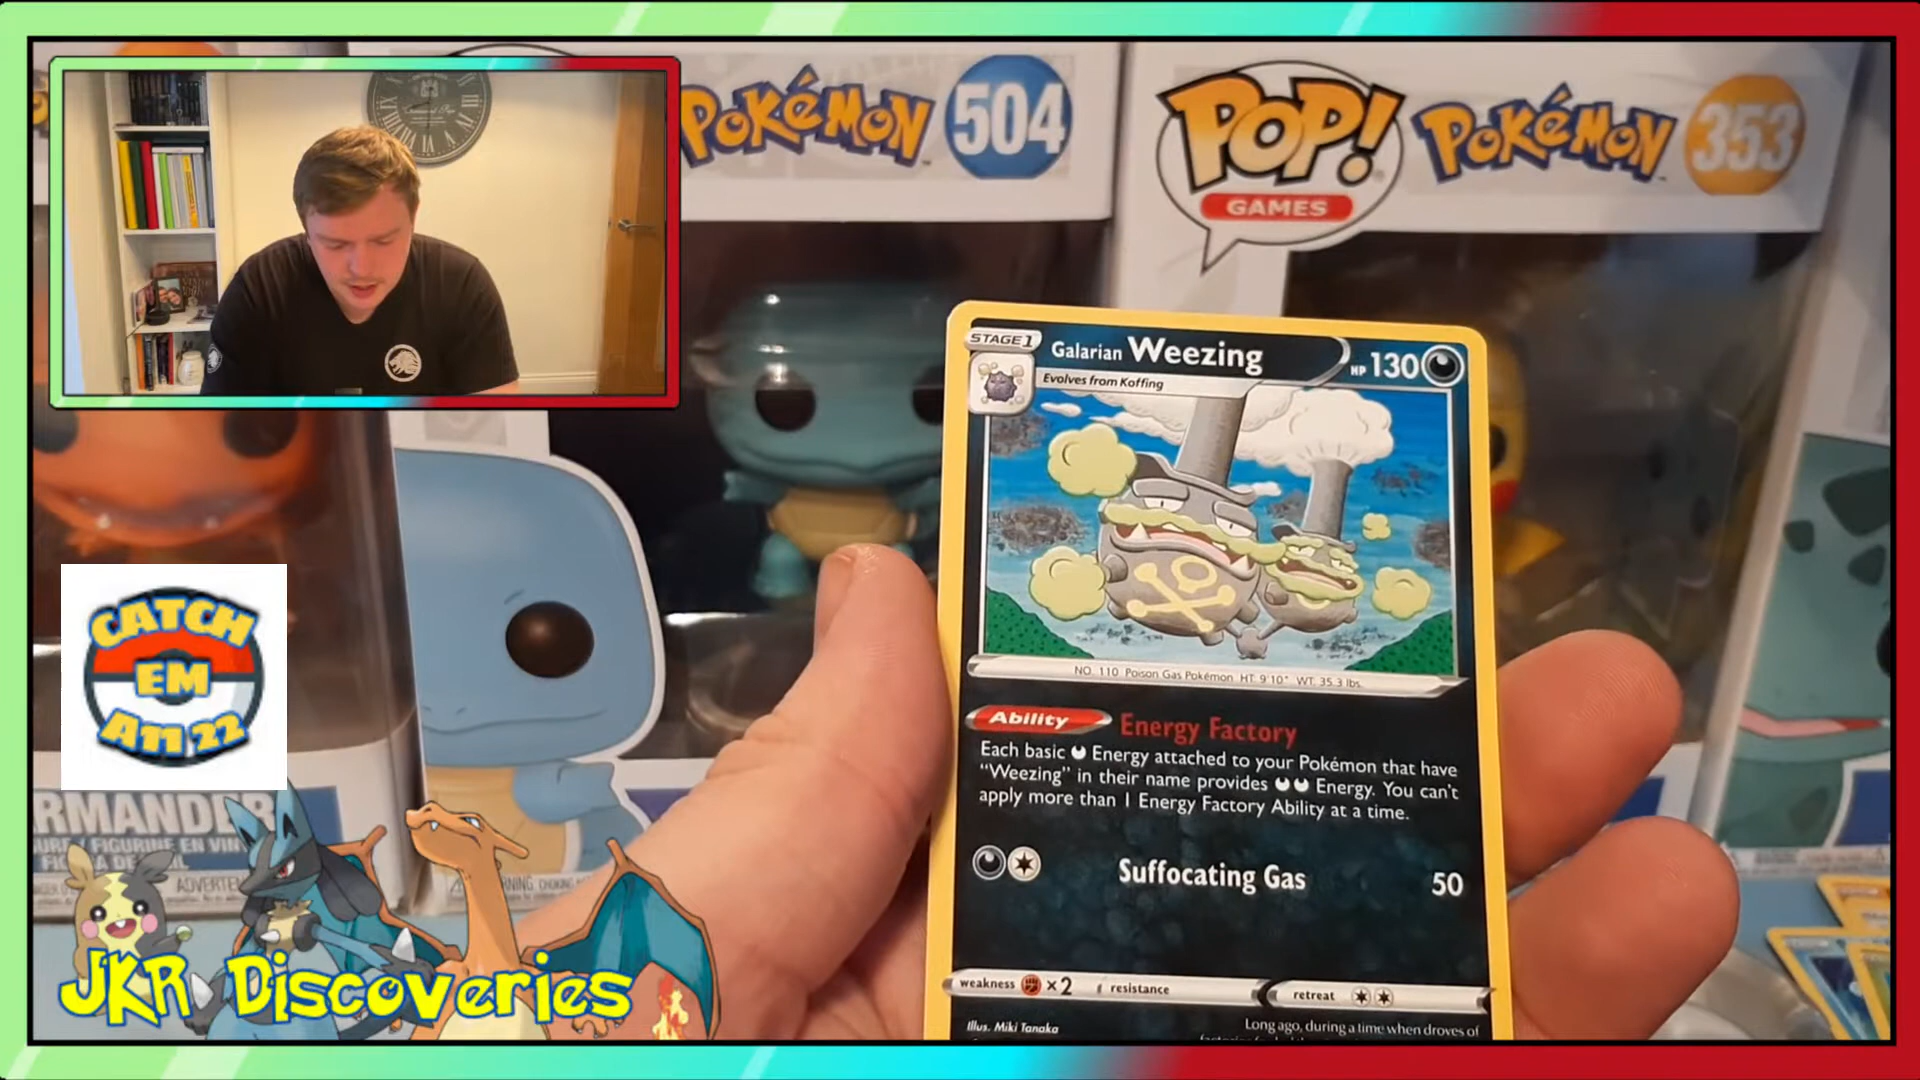 POKéMON 504
POP! POKéMON 353
GAMES
STAGE 1
Galarian Weezing
HP 130
Evolves from Koffing
NO. 110 Poison Gas Pokémon HT. 9'10" WT. 35.3 lbs.
Ability Energy Factory
Each basic Energy attached to your Pokémon that have
"Weezing" in their name provides Energy. You can't
apply more than 1 Energy Factory Ability at a time.
Suffocating Gas 50
weakness ×2 resistance
retreat
Illus. Miki Tanaka
Long ago, during a time when droves of
CATCH
EM
A11 22
RMANDER
JKR Discoveries